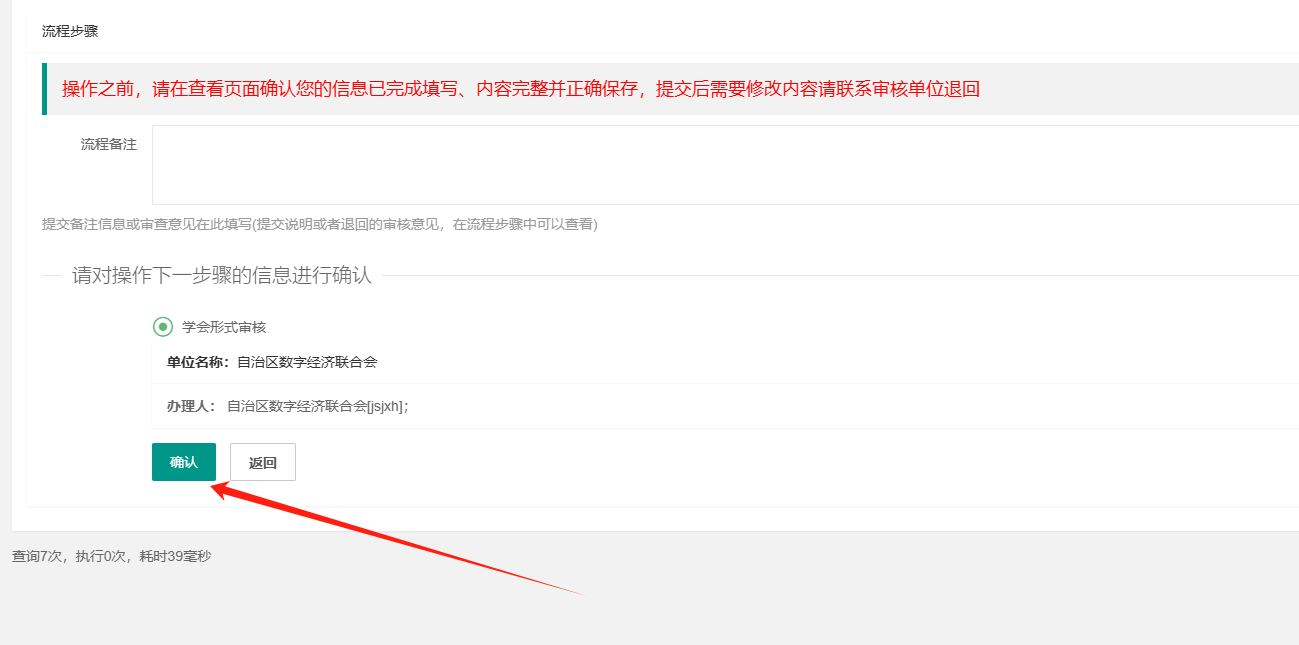 流程步骤
操作之前，请在查看页面确认您的信息已完成填写、内容完整并正确保存，提交后需要修改内容请联系审核单位退回
流程备注
提交备注信息或审查意见在此填写(提交说明或者退回的审核意见，在流程步骤中可以查看)
请对操作下一步骤的信息进行确认
学会形式审核
单位名称：自治区数字经济联合会
办理人： 自治区数字经济联合会[jsjxh]；
确认 返回
查询7次，执行0次，耗时39毫秒